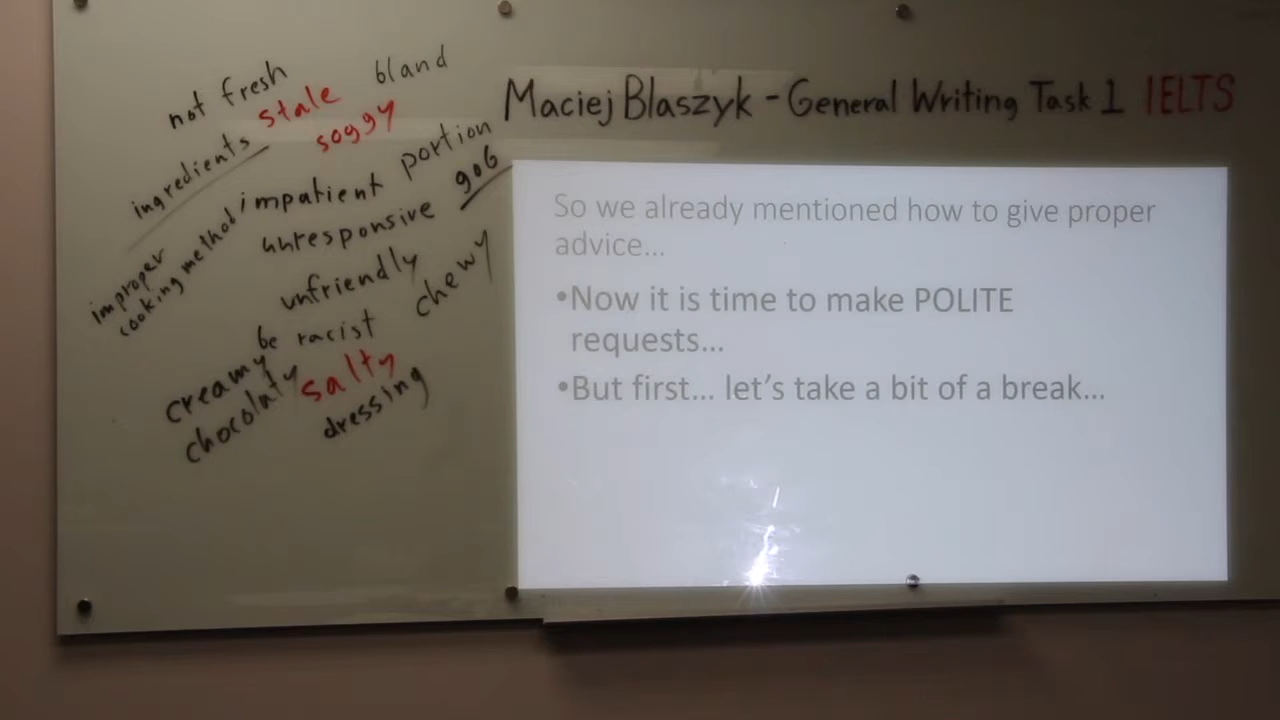 not fresh
bland
ingredients stale
soggy
improper
cooking method
impatient portion
unresponsive gob
unfriendly
chewy
be racist
creamy
chocolaty salty
dressing
Maciej Blaszyk - General Writing Task 1 IELTS
So we already mentioned how to give proper
advice...
•Now it is time to make POLITE
requests...
•But first... let's take a bit of a break...